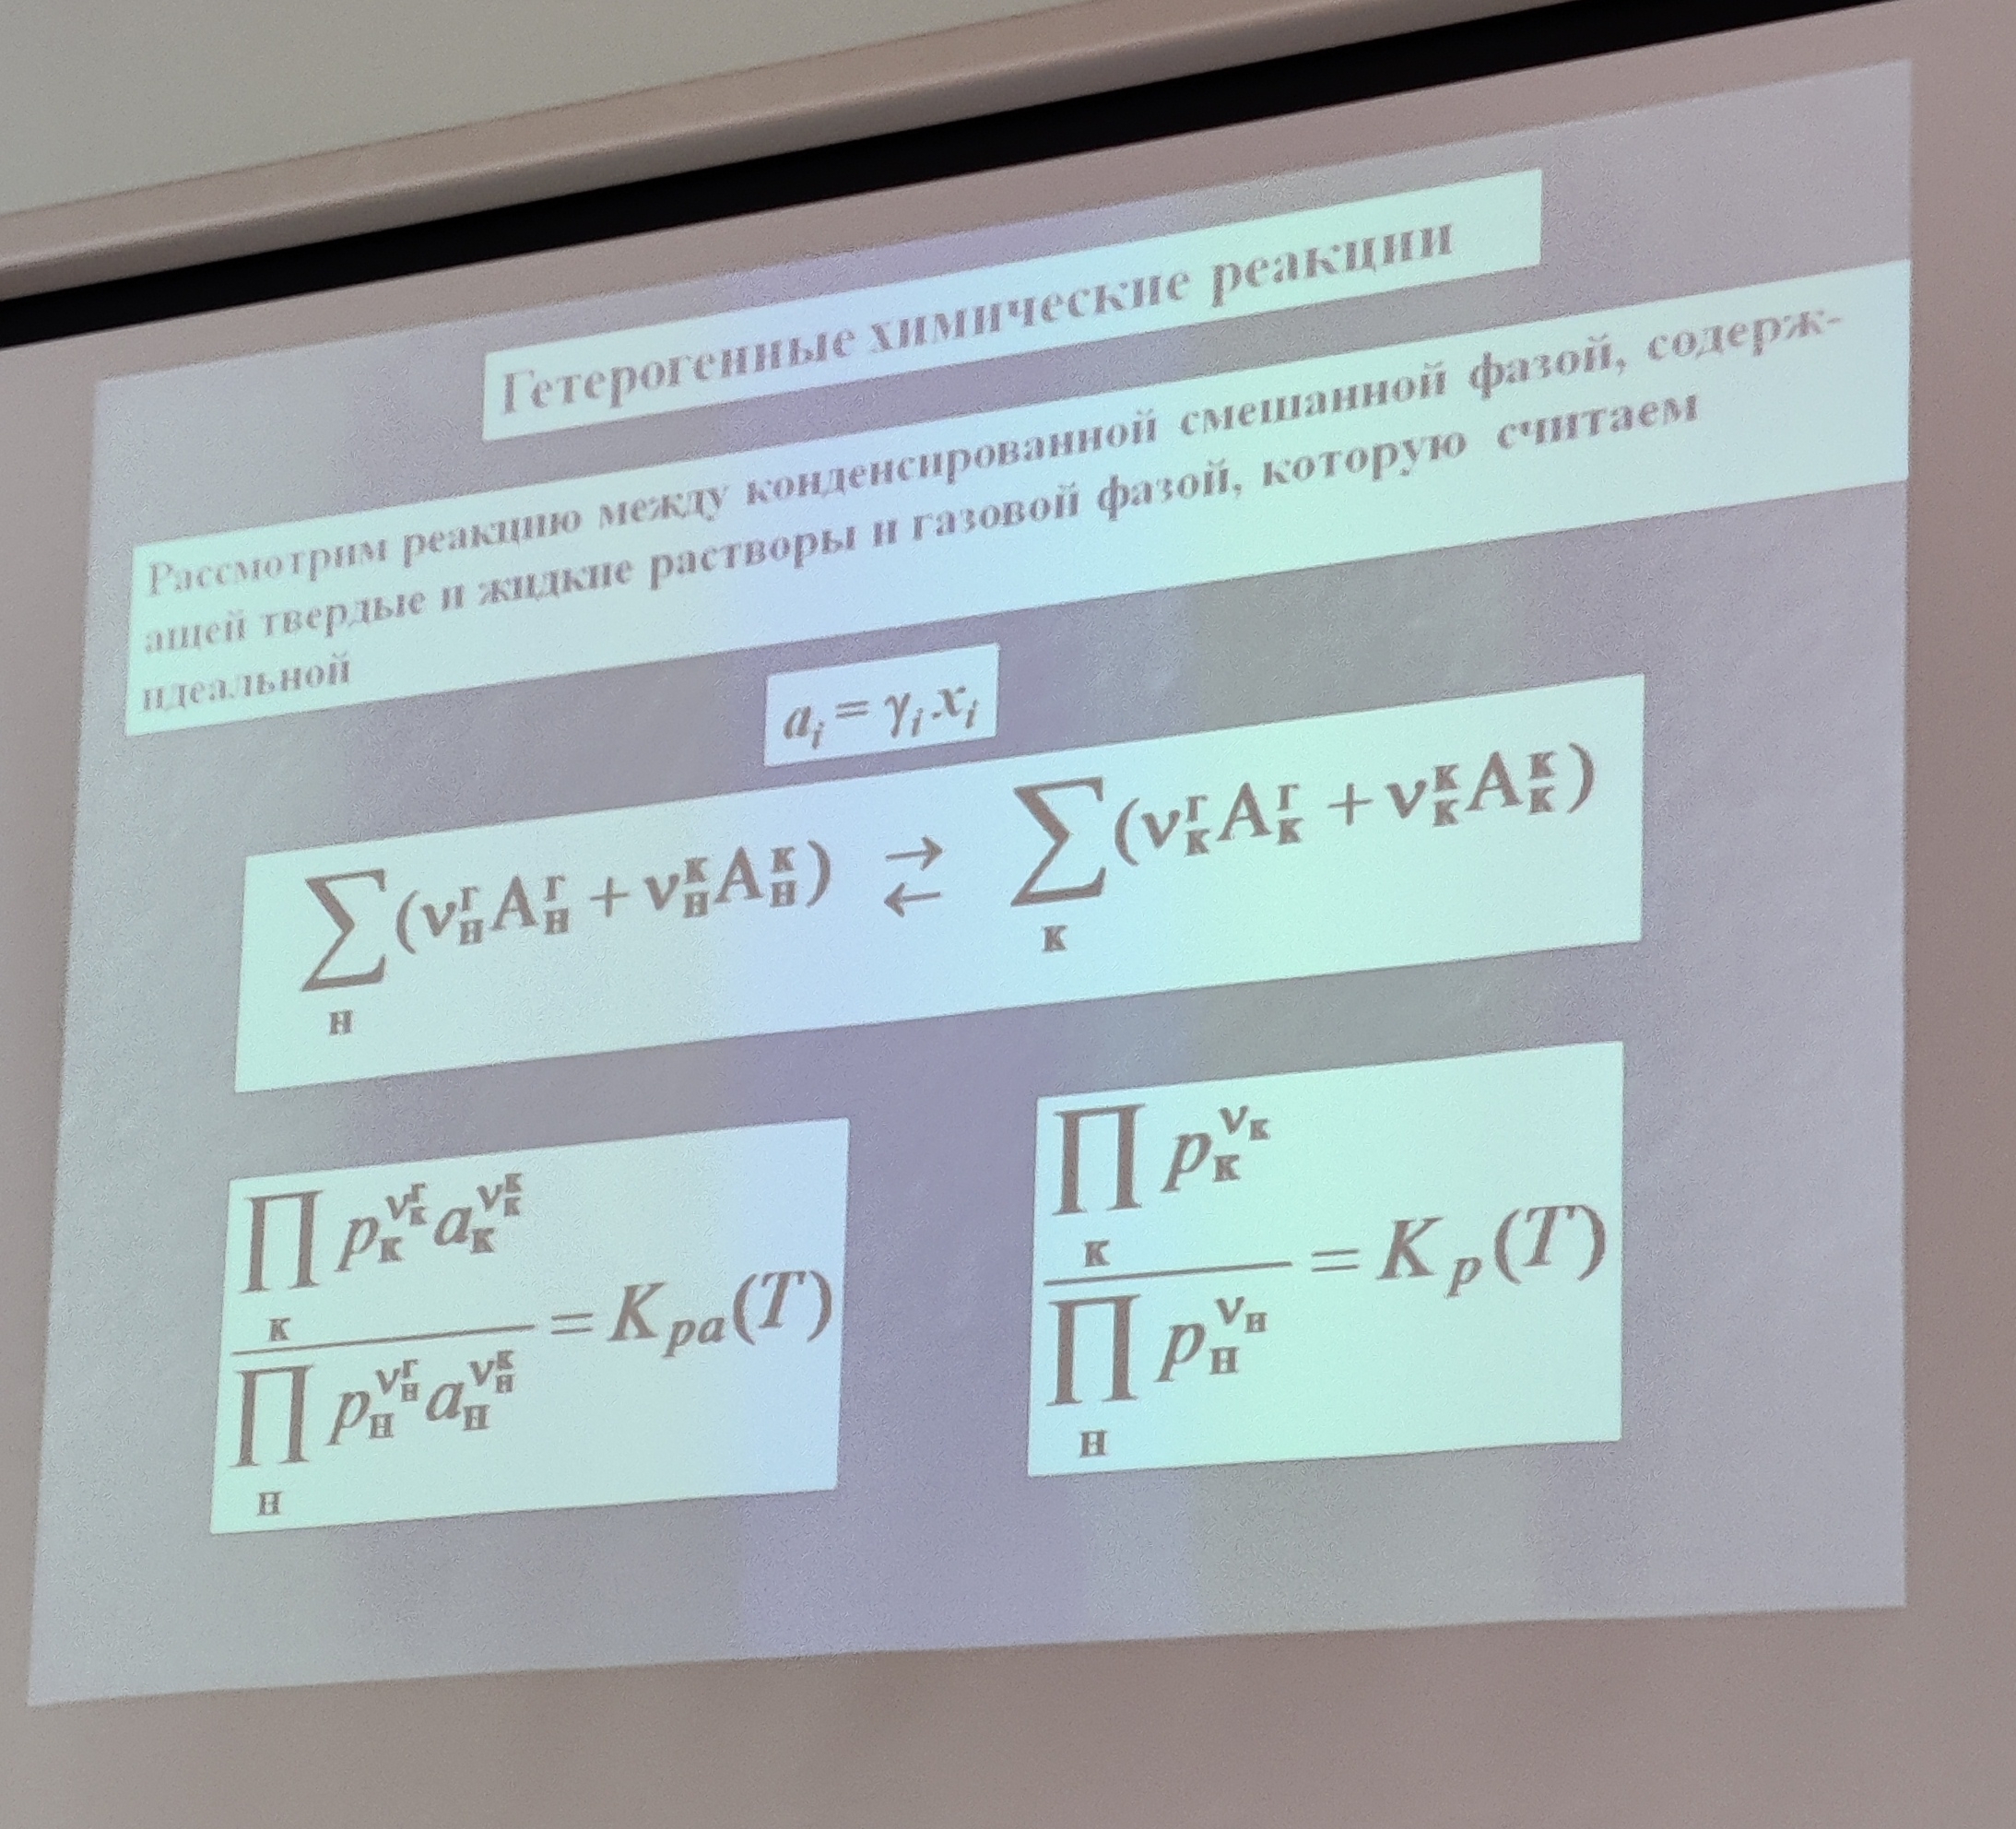 Гетерогенные химические реакции
Рассмотрим реакцию между конденсированной смешанной фазой, содерж-
ащей твердые и жидкие растворы и газовой фазой, которую считаем
идеальной
$a_i = \gamma_i x_i$
$\sum_{н} (\nu_{н}^{г} A_{н}^{г} + \nu_{н}^{к} A_{н}^{к}) \rightleftarrows \sum_{к} (\nu_{к}^{г} A_{к}^{г} + \nu_{к}^{к} A_{к}^{к})$
$\frac{\prod_{к} p_{к}^{\nu_{к}^{г}} a_{к}^{\nu_{к}^{к}}}{\prod_{н} p_{н}^{\nu_{н}^{г}} a_{н}^{\nu_{н}^{к}}} = K_{pa}(T)$
$\frac{\prod_{к} p_{к}^{\nu_{к}}}{\prod_{н} p_{н}^{\nu_{н}}} = K_{p}(T)$